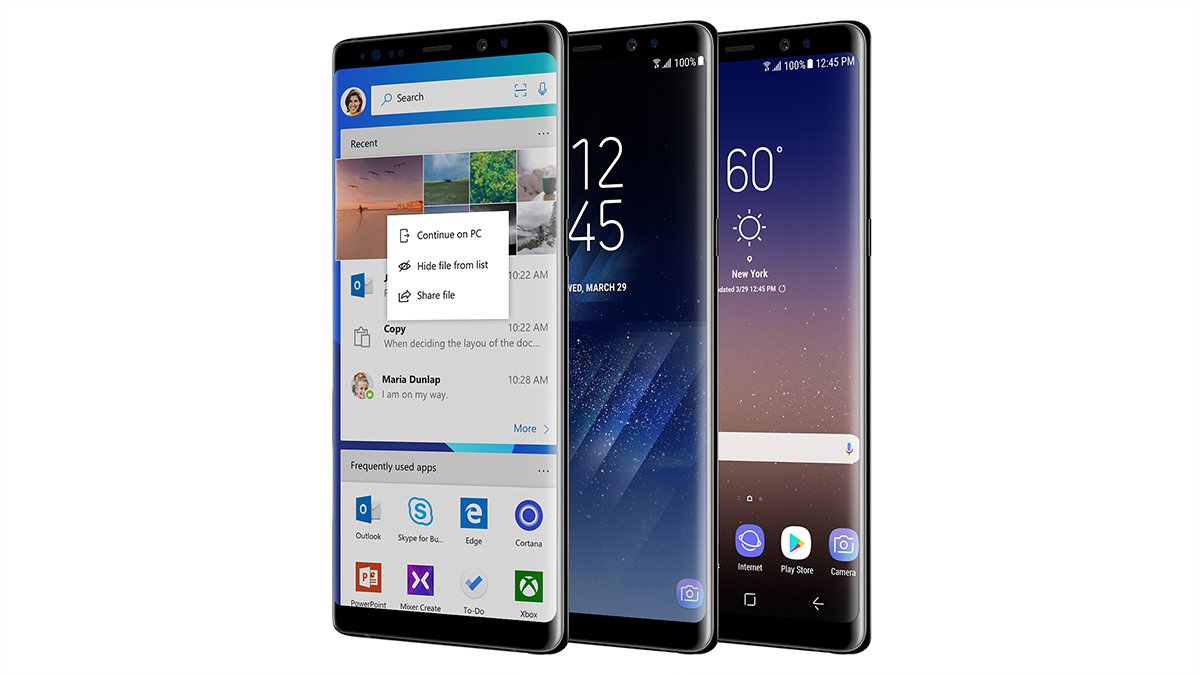 Search
Recent
Continue on PC
Hide file from list
Share file
10:22 AM
Copy
10:22 AM
When deciding the layou of the doc...
Maria Dunlap
10:28 AM
I am on my way.
More
Frequently used apps
Outlook
Skype for Bu...
Edge
Cortana
PowerPoint
Mixer Create
To-Do
Xbox
100%
12
45
WED, MARCH 29
100% 12:45 PM
60°
New York
pdated 3/29 12:45 PM
Internet
Play Store
Camera